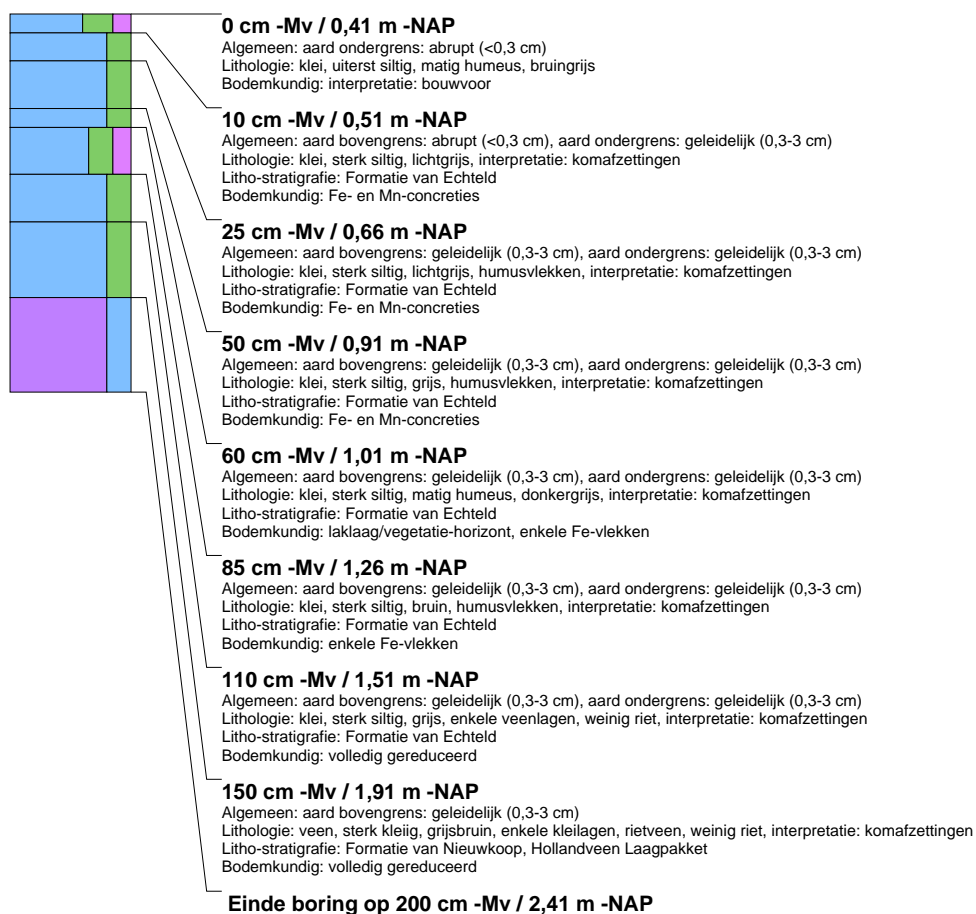 0 cm -Mv / 0,41 m -NAP
Algemeen: aard ondergrens: abrupt (<0,3 cm)
Lithologie: klei, uiterst siltig, matig humeus, bruingrijs
Bodemkundig: interpretatie: bouwvoor
10 cm -Mv / 0,51 m -NAP
Algemeen: aard bovengrens: abrupt (<0,3 cm), aard ondergrens: geleidelijk (0,3-3 cm)
Lithologie: klei, sterk siltig, lichtgrijs, interpretatie: komafzettingen
Litho-stratigrafie: Formatie van Echteld
Bodemkundig: Fe- en Mn-concreties
25 cm -Mv / 0,66 m -NAP
Algemeen: aard bovengrens: geleidelijk (0,3-3 cm), aard ondergrens: geleidelijk (0,3-3 cm)
Lithologie: klei, sterk siltig, lichtgrijs, humusvlekken, interpretatie: komafzettingen
Litho-stratigrafie: Formatie van Echteld
Bodemkundig: Fe- en Mn-concreties
50 cm -Mv / 0,91 m -NAP
Algemeen: aard bovengrens: geleidelijk (0,3-3 cm), aard ondergrens: geleidelijk (0,3-3 cm)
Lithologie: klei, sterk siltig, grijs, humusvlekken, interpretatie: komafzettingen
Litho-stratigrafie: Formatie van Echteld
Bodemkundig: Fe- en Mn-concreties
60 cm -Mv / 1,01 m -NAP
Algemeen: aard bovengrens: geleidelijk (0,3-3 cm), aard ondergrens: geleidelijk (0,3-3 cm)
Lithologie: klei, sterk siltig, matig humeus, donkergrijs, interpretatie: komafzettingen
Litho-stratigrafie: Formatie van Echteld
Bodemkundig: laklaag/vegetatie-horizont, enkele Fe-vlekken
85 cm -Mv / 1,26 m -NAP
Algemeen: aard bovengrens: geleidelijk (0,3-3 cm), aard ondergrens: geleidelijk (0,3-3 cm)
Lithologie: klei, sterk siltig, bruin, humusvlekken, interpretatie: komafzettingen
Litho-stratigrafie: Formatie van Echteld
Bodemkundig: enkele Fe-vlekken
110 cm -Mv / 1,51 m -NAP
Algemeen: aard bovengrens: geleidelijk (0,3-3 cm), aard ondergrens: geleidelijk (0,3-3 cm)
Lithologie: klei, sterk siltig, grijs, enkele veenlagen, weinig riet, interpretatie: komafzettingen
Litho-stratigrafie: Formatie van Echteld
Bodemkundig: volledig gereduceerd
150 cm -Mv / 1,91 m -NAP
Algemeen: aard bovengrens: geleidelijk (0,3-3 cm)
Lithologie: veen, sterk kleiig, grijsbruin, enkele kleilagen, rietveen, weinig riet, interpretatie: komafzettingen
Litho-stratigrafie: Formatie van Nieuwkoop, Hollandveen Laagpakket
Bodemkundig: volledig gereduceerd
Einde boring op 200 cm -Mv / 2,41 m -NAP